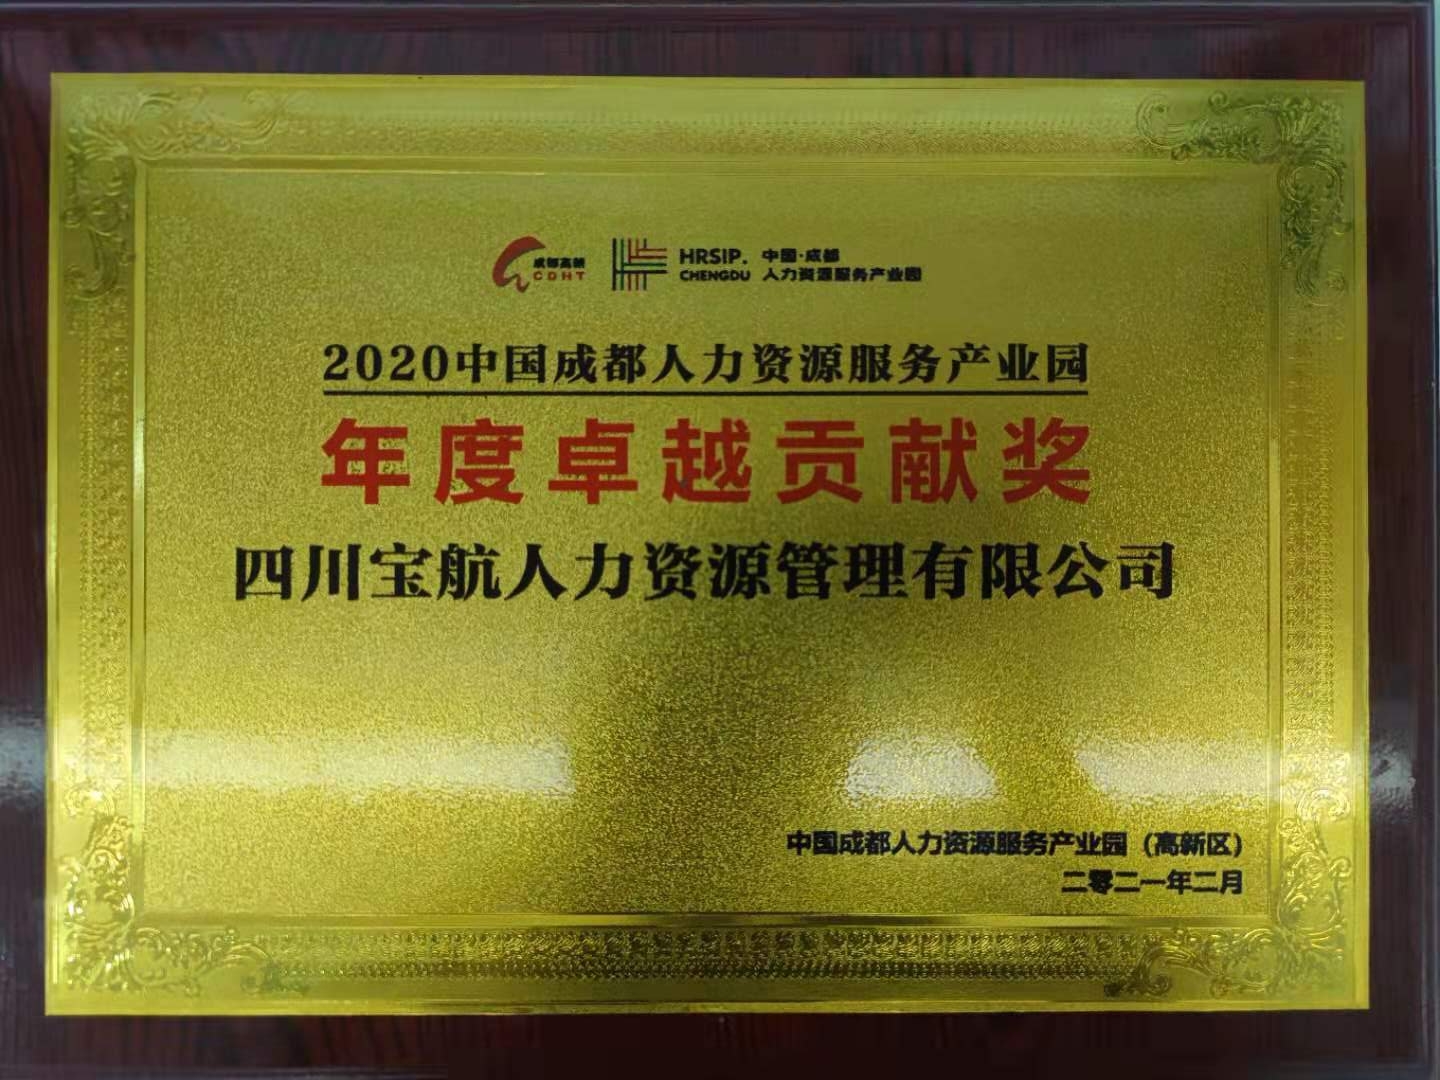 成都高新
CDHT
HRSIP. 中国·成都
CHENGDU 人力资源服务产业园
2020中国成都人力资源服务产业园
年度卓越贡献奖
四川宝航人力资源管理有限公司
中国成都人力资源服务产业园（高新区）
二零二一年二月